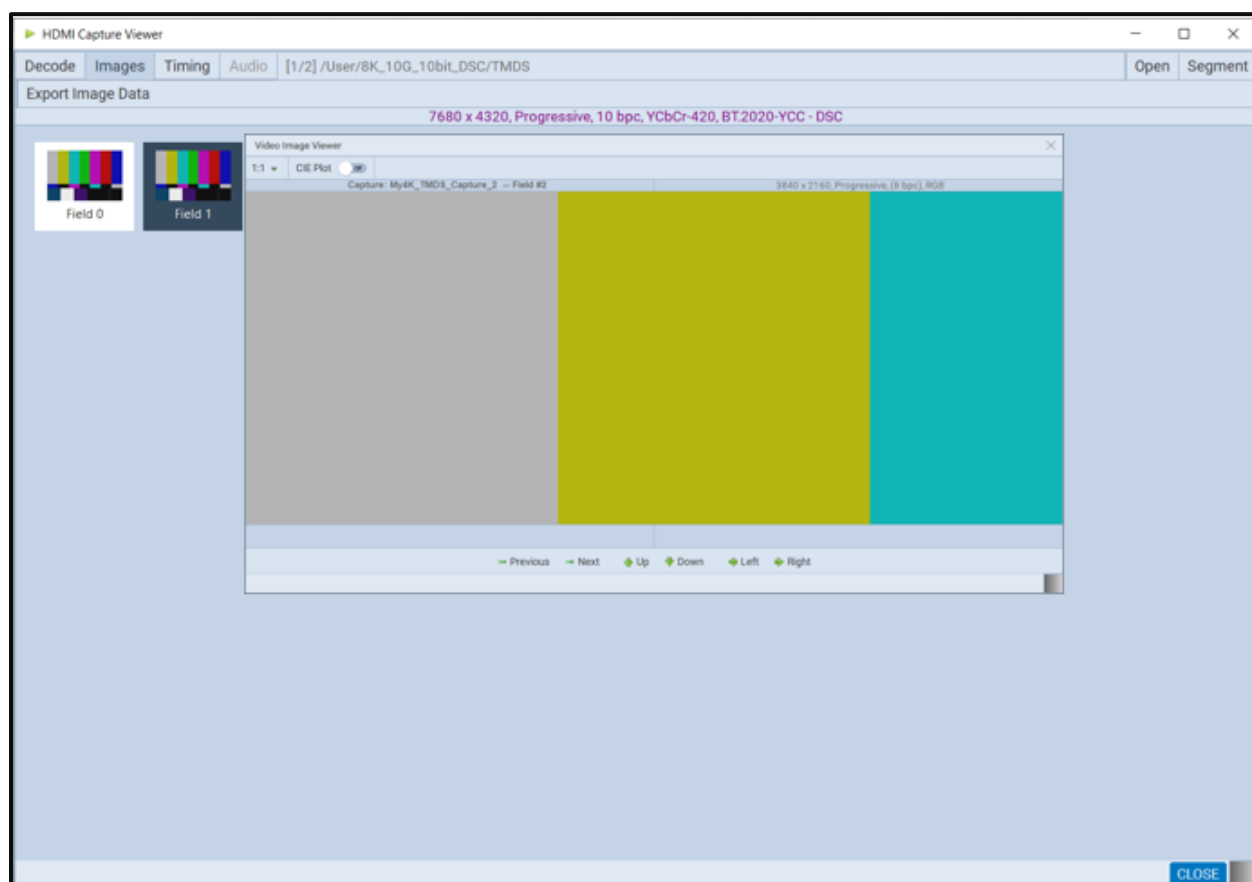 HDMI Capture Viewer
Decode Images Timing Audio [1/2] /User/8K_10G_10bit_DSC/TMDS Open Segment
Export Image Data
7680 x 4320, Progressive, 10 bpc, YCbCr-420, BT.2020-YCC - DSC
Video Image Viewer
1:1 CIE Plot
Capture: My4K_TMDS_Capture_2 -- Field #2 3840 x 2160, Progressive, (8 bpc), RGB
Field 0 Field 1
Previous Next Up Down Left Right
CLOSE